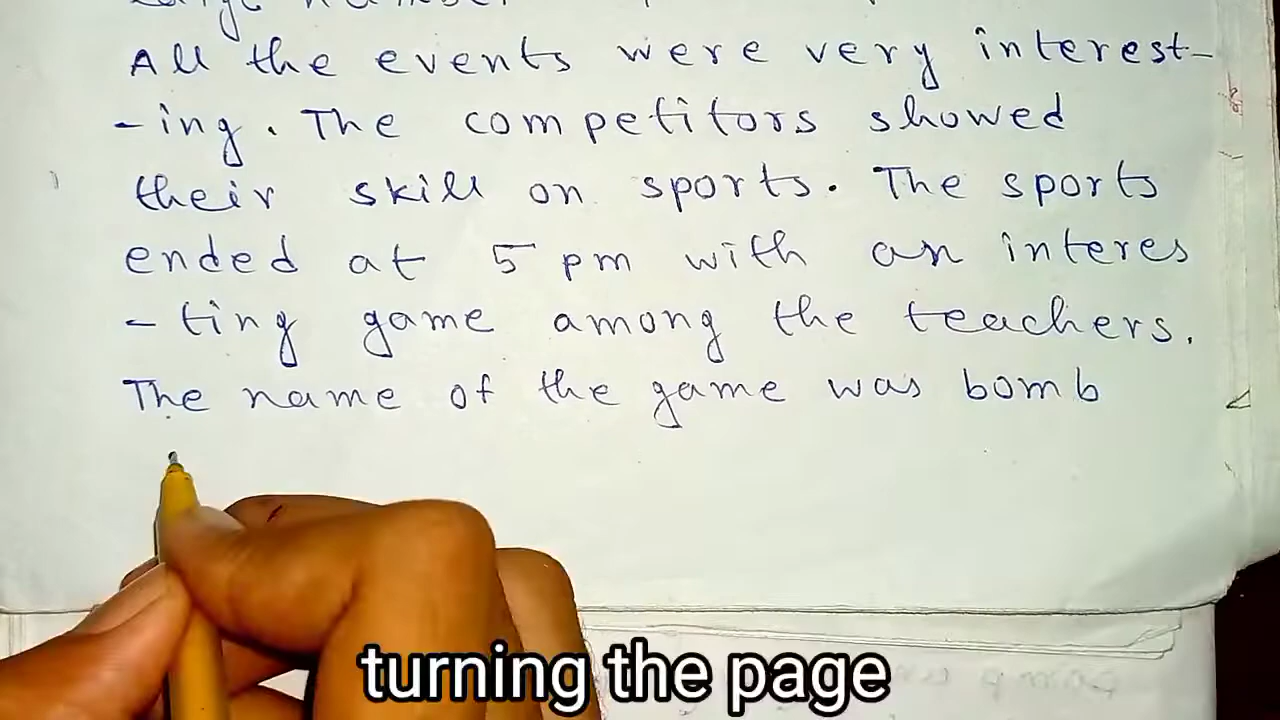 All the events were very interest-
-ing. The competitors showed
their skill on sports. The sports
ended at 5 pm with an interes
-ting game among the teachers.
The name of the game was bomb
turning the page